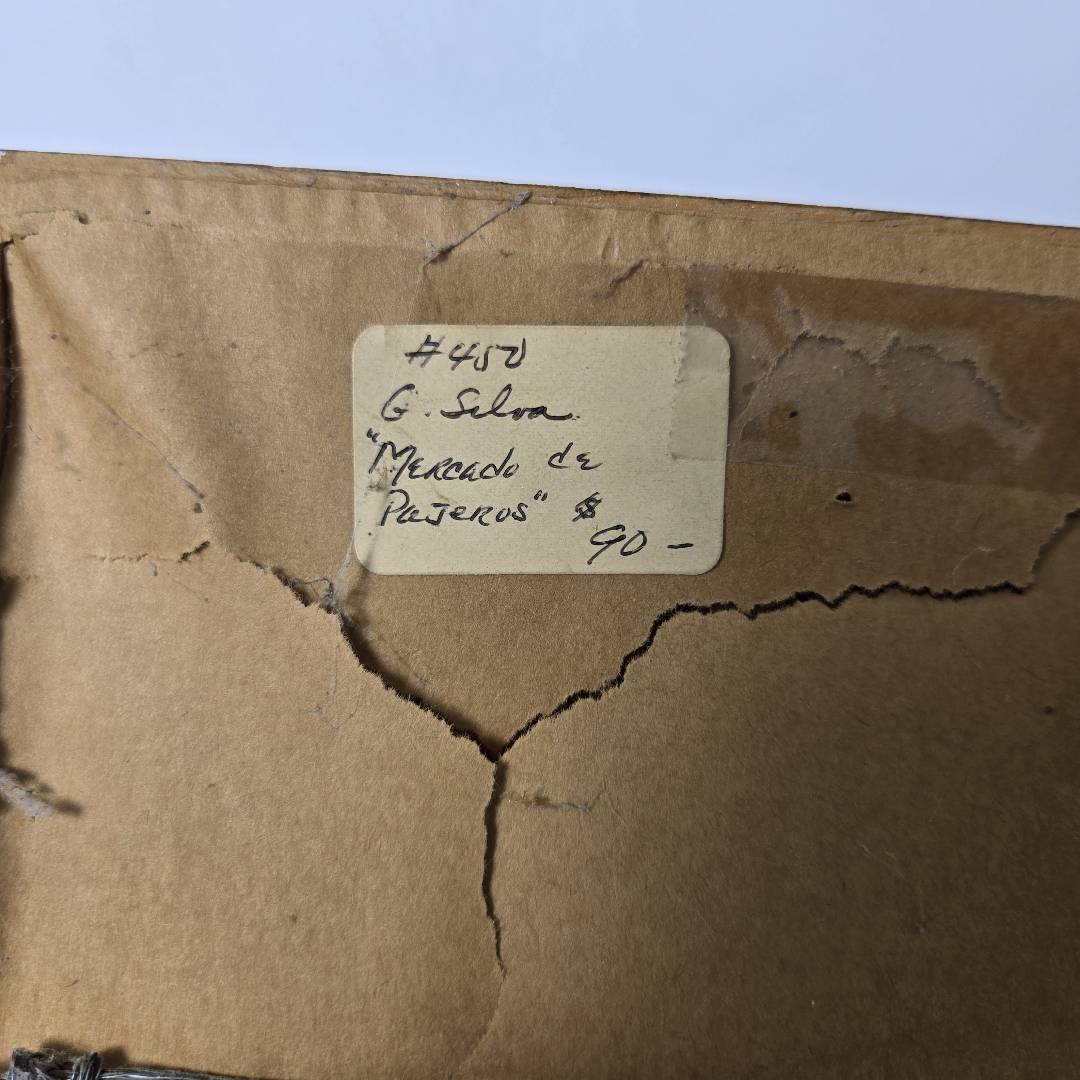 #450
G. Silva
"Mercado de
Pajeros" $
90 –